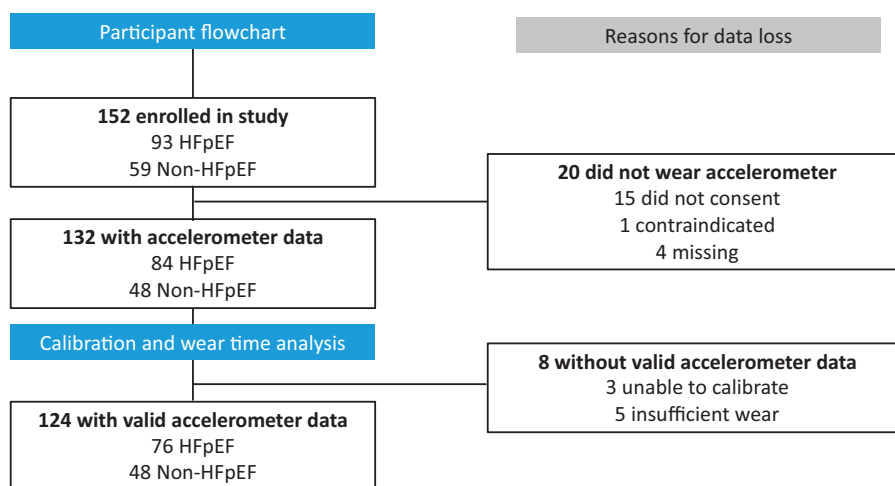 Participant flowchart
Reasons for data loss
152 enrolled in study
93 HFpEF
59 Non-HFpEF
20 did not wear accelerometer
15 did not consent
1 contraindicated
4 missing
132 with accelerometer data
84 HFpEF
48 Non-HFpEF
Calibration and wear time analysis
8 without valid accelerometer data
3 unable to calibrate
5 insufficient wear
124 with valid accelerometer data
76 HFpEF
48 Non-HFpEF